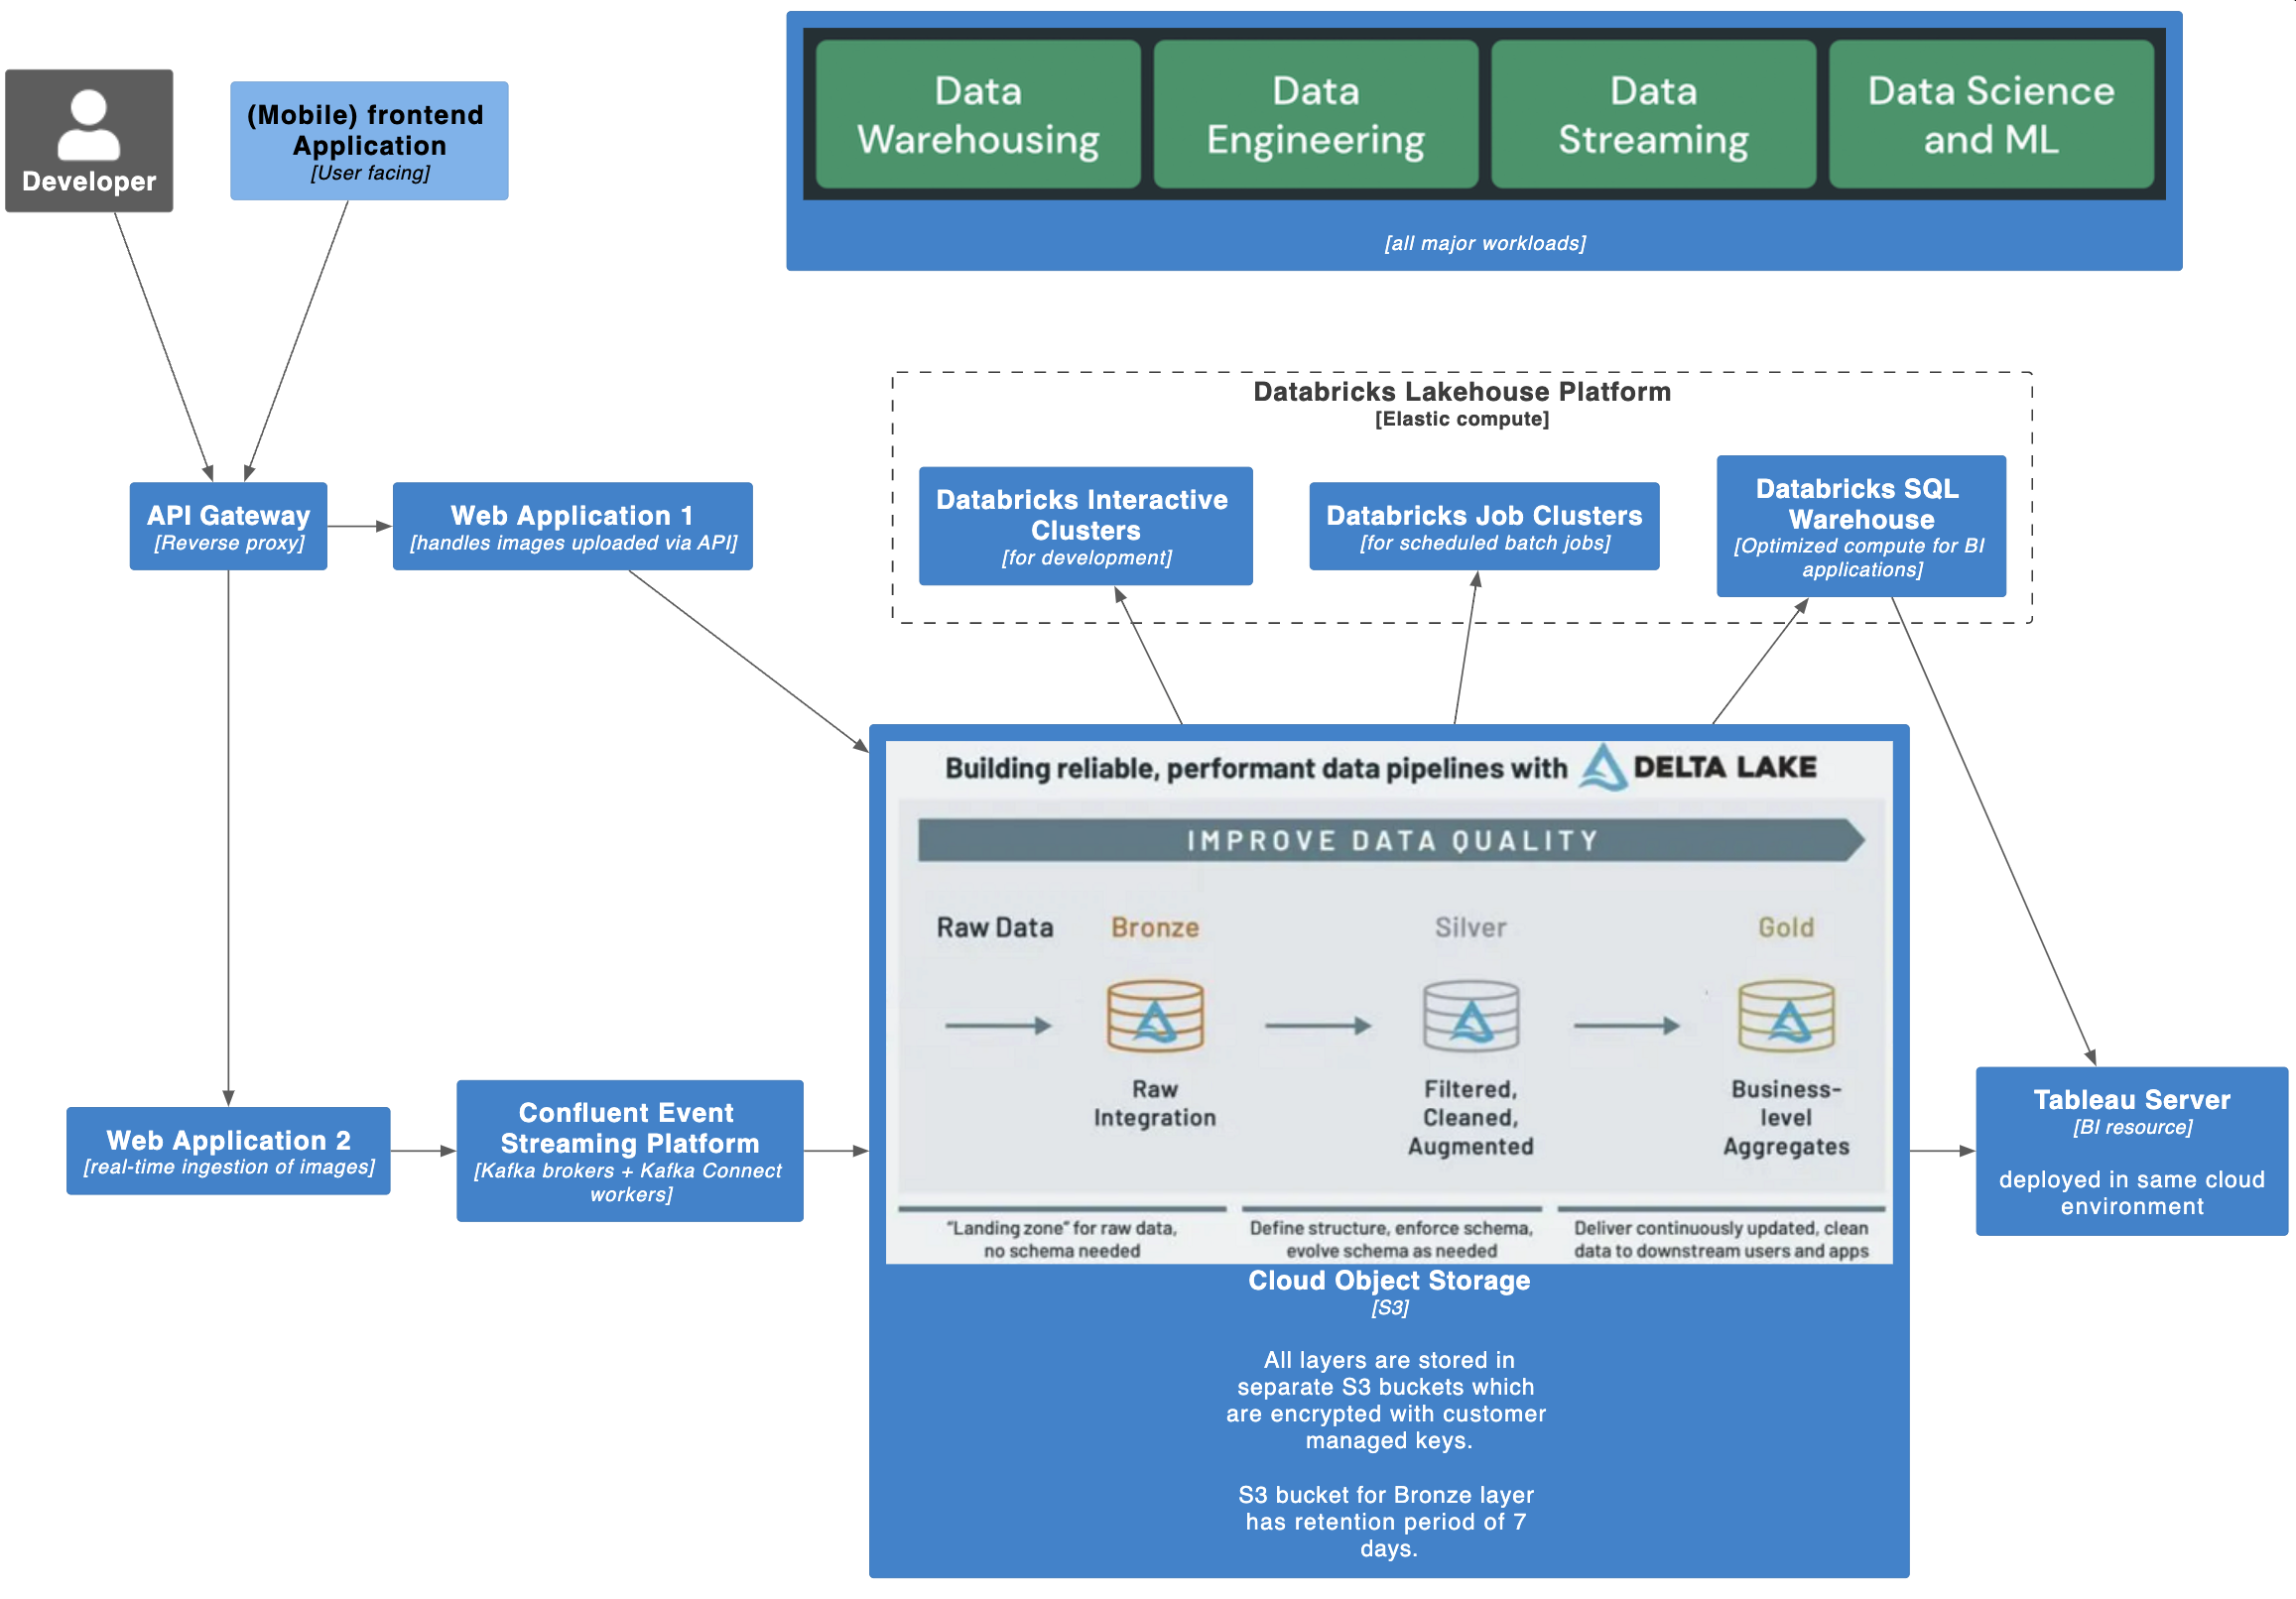 Developer
(Mobile) frontend
Application
[User facing]
Data
Warehousing
Data
Engineering
Data
Streaming
Data Science
and ML
[all major workloads]
Databricks Lakehouse Platform
[Elastic compute]
API Gateway
[Reverse proxy]
Web Application 1
[handles images uploaded via API]
Databricks Interactive
Clusters
[for development]
Databricks Job Clusters
[for scheduled batch jobs]
Databricks SQL
Warehouse
[Optimized compute for BI
applications]
Building reliable, performant data pipelines with DELTA LAKE
IMPROVE DATA QUALITY
Raw Data
Bronze
Silver
Gold
Raw
Integration
Filtered,
Cleaned,
Augmented
Business-
level
Aggregates
"Landing zone" for raw data,
no schema needed
Define structure, enforce schema,
evolve schema as needed
Deliver continuously updated, clean
data to downstream users and apps
Cloud Object Storage
[S3]
All layers are stored in
separate S3 buckets which
are encrypted with customer
managed keys.
S3 bucket for Bronze layer
has retention period of 7
days.
Web Application 2
[real-time ingestion of images]
Confluent Event
Streaming Platform
[Kafka brokers + Kafka Connect
workers]
Tableau Server
[BI resource]
deployed in same cloud
environment